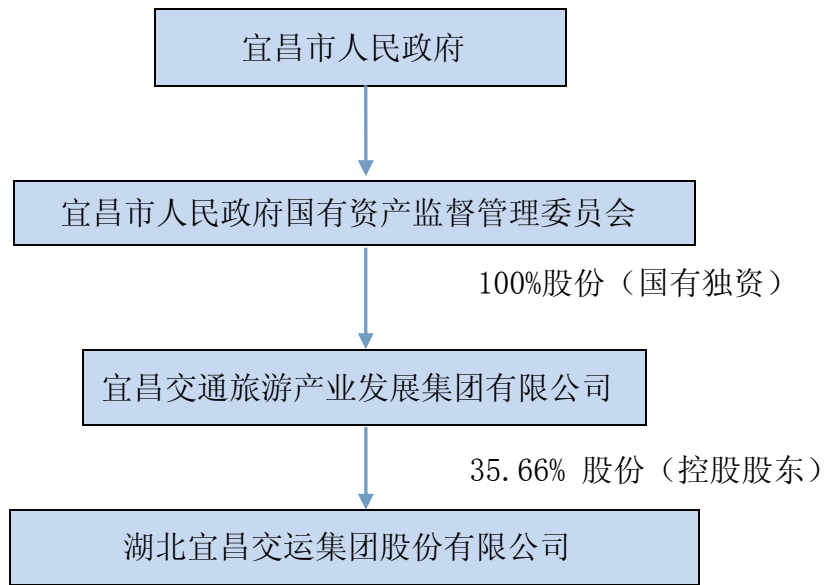 宜昌市人民政府
宜昌市人民政府国有资产监督管理委员会
100%股份（国有独资）
宜昌交通旅游产业发展集团有限公司
35.66% 股份（控股股东）
湖北宜昌交运集团股份有限公司